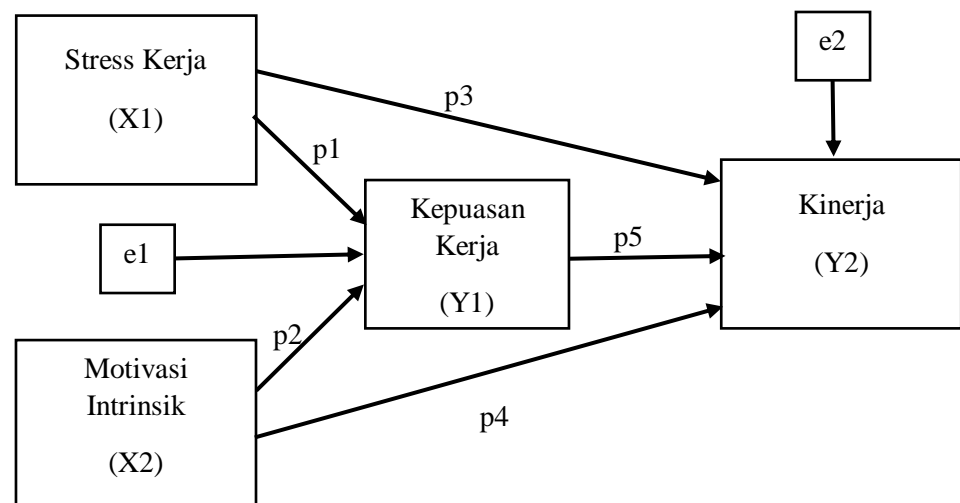 Stress Kerja
(X1)
e2
p3
p1
Kepuasan
Kerja
(Y1)
Kinerja
(Y2)
e1
p5
p2
Motivasi
Intrinsik
(X2)
p4